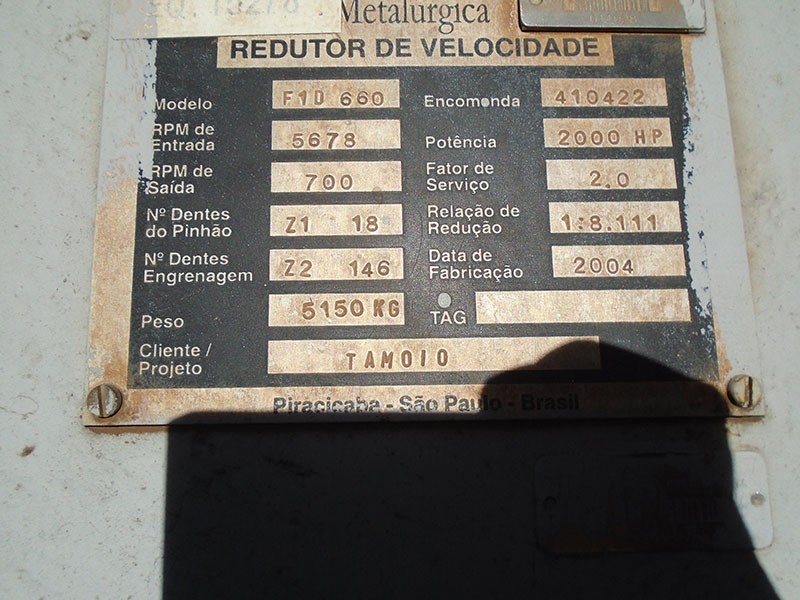 Metalurgica
REDUTOR DE VELOCIDADE
Modelo F1D 660 Encomenda 410422
RPM de Entrada 5678 Potência 2000 HP
RPM de Saída 700 Fator de Serviço 2,0
Nº Dentes do Pinhão Z1 18 Relação de Redução 1:8.111
Nº Dentes Engrenagem Z2 146 Data de Fabricação 2004
Peso 5150 KG TAG
Cliente / Projeto TAMOIO
Piracicaba - São Paulo - Brasil